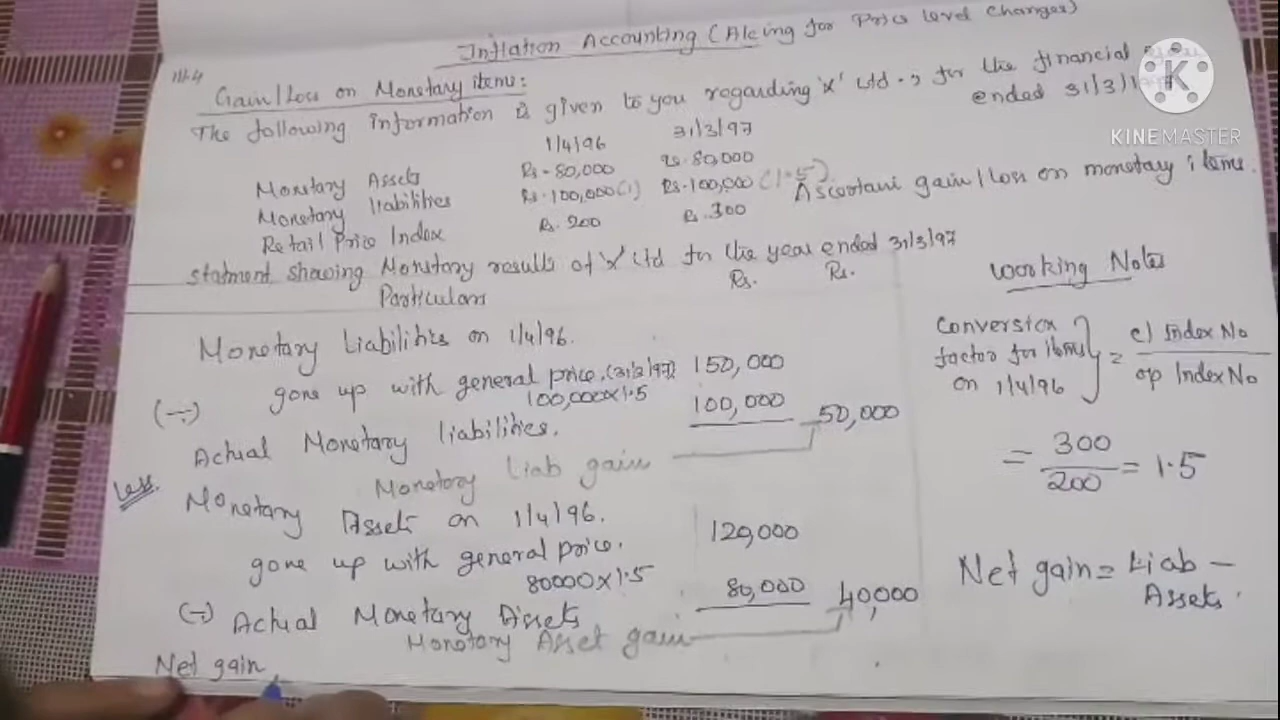 Inflation Accounting (A/cing for Price level changes)
Ill.4
Gain/Loss on Monetary items:
The following information is given to you regarding 'x' Ltd., for the financial
ended 31/3/
1/4/96 31/3/97
Monetary Assets Rs.80,000 Rs.80,000
Monetary liabilities Rs.100,000(1) Rs.100,000(1.5)
Retail Price Index Rs.200 Rs.300
Ascertain gain/Loss on monetary items.
Statment showing Monetary results of 'x' Ltd for the year ended 31/3/97
Particulars Rs. Rs.
Monetary Liabilities on 1/4/96.
gone up with general price.(31/3/97) 150,000
100,000x1.5
(-) Actual Monetary liabilities. 100,000 50,000
Monetary Liab gain
Less
Monetary Assets on 1/4/96.
gone up with general price. 120,000
80000x1.5
(-) Actual Monetary Assets 80,000 40,000
Monetary Asset gain
Net gain
Working Notes
Conversion factor for items on 1/4/96 } = cl Index No / op Index No
= 300/200 = 1.5
Net gain = Liab -
Assets.
KINEMASTER